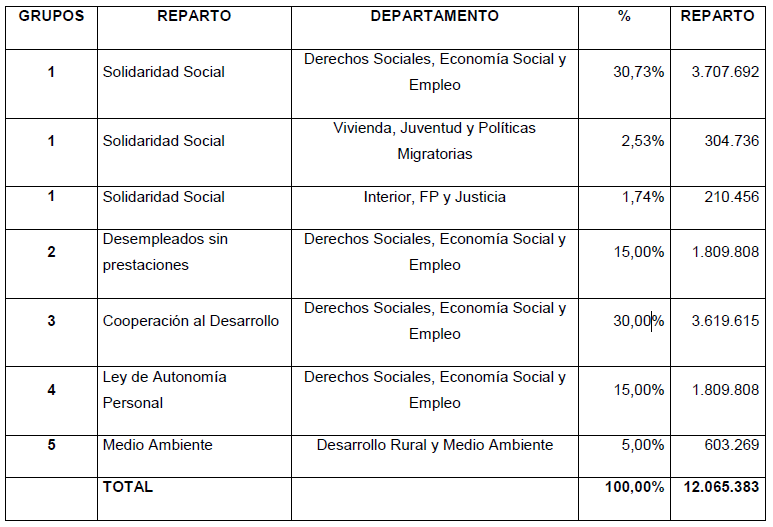 GRUPOS REPARTO DEPARTAMENTO % REPARTO
1 Solidaridad Social Derechos Sociales, Economía Social y Empleo 30,73% 3.707.692
1 Solidaridad Social Vivienda, Juventud y Políticas Migratorias 2,53% 304.736
1 Solidaridad Social Interior, FP y Justicia 1,74% 210.456
2 Desempleados sin prestaciones Derechos Sociales, Economía Social y Empleo 15,00% 1.809.808
3 Cooperación al Desarrollo Derechos Sociales, Economía Social y Empleo 30,00% 3.619.615
4 Ley de Autonomía Personal Derechos Sociales, Economía Social y Empleo 15,00% 1.809.808
5 Medio Ambiente Desarrollo Rural y Medio Ambiente 5,00% 603.269
TOTAL 100,00% 12.065.383